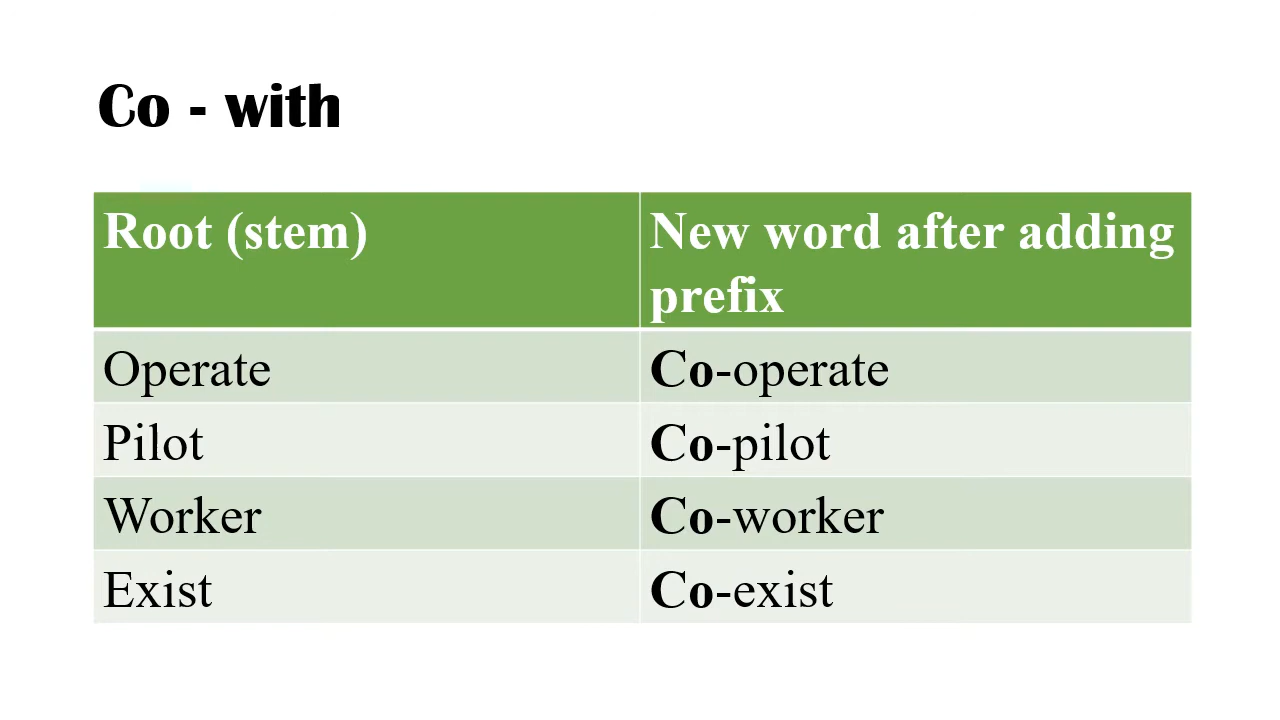 Co - with
Root (stem)
New word after adding
prefix
Operate
Co-operate
Pilot
Co-pilot
Worker
Co-worker
Exist
Co-exist